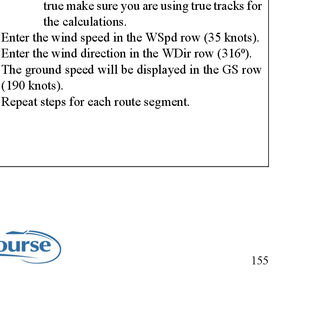 true make sure you are using true tracks for
the calculations.
Enter the wind speed in the WSpd row (35 knots).
Enter the wind direction in the WDir row (316º).
The ground speed will be displayed in the GS row
(190 knots).
Repeat steps for each route segment.
ourse
155